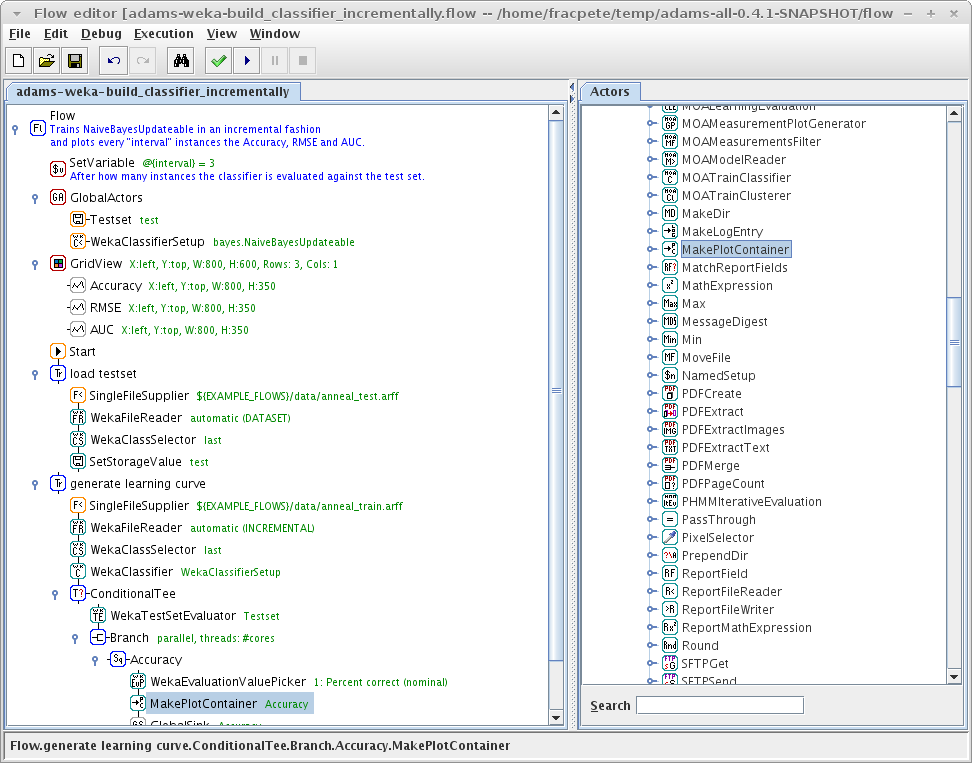 Flow editor [adams-weka-build_classifier_incrementally.flow -- /home/fracpete/temp/adams-all-0.4.1-SNAPSHOT/flow
File Edit Debug Execution View Window
adams-weka-build_classifier_incrementally
Flow
Trains NaiveBayesUpdateable in an incremental fashion
and plots every "interval" instances the Accuracy, RMSE and AUC.
SetVariable @{interval} = 3
After how many instances the classifier is evaluated against the test set.
GlobalActors
Testset test
WekaClassifierSetup bayes.NaiveBayesUpdateable
GridView X:left, Y:top, W:800, H:600, Rows: 3, Cols: 1
Accuracy X:left, Y:top, W:800, H:350
RMSE X:left, Y:top, W:800, H:350
AUC X:left, Y:top, W:800, H:350
Start
load testset
SingleFileSupplier ${EXAMPLE_FLOWS}/data/anneal_test.arff
WekaFileReader automatic (DATASET)
WekaClassSelector last
SetStorageValue test
generate learning curve
SingleFileSupplier ${EXAMPLE_FLOWS}/data/anneal_train.arff
WekaFileReader automatic (INCREMENTAL)
WekaClassSelector last
WekaClassifier WekaClassifierSetup
ConditionalTee
WekaTestSetEvaluator Testset
Branch parallel, threads: #cores
Accuracy
WekaEvaluationValuePicker 1: Percent correct (nominal)
MakePlotContainer Accuracy
GlobalSink Accuracy
Actors
MOALearningEvaluation
MOAMeasurementPlotGenerator
MOAMeasurementsFilter
MOAModelReader
MOATrainClassifier
MOATrainClusterer
MakeDir
MakeLogEntry
MakePlotContainer
MatchReportFields
MathExpression
Max
MessageDigest
Min
MoveFile
NamedSetup
PDFCreate
PDFExtract
PDFExtractImages
PDFExtractText
PDFMerge
PDFPageCount
PHMMIterativeEvaluation
PassThrough
PixelSelector
PrependDir
ReportField
ReportFileReader
ReportFileWriter
ReportMathExpression
Round
SFTPGet
SFTPSend
Search
Flow.generate learning curve.ConditionalTee.Branch.Accuracy.MakePlotContainer